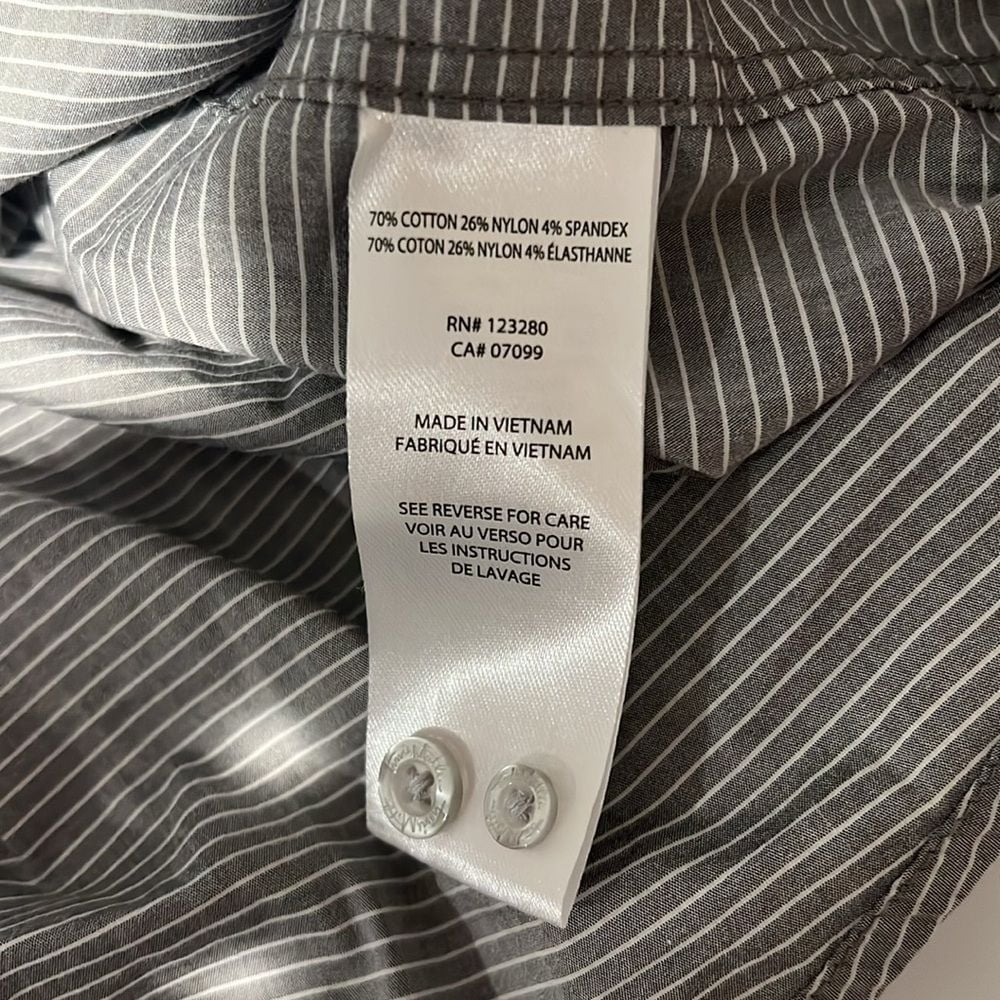 70% COTTON 26% NYLON 4% SPANDEX
70% COTON 26% NYLON 4% ÉLASTHANNE
RN# 123280
CA# 07099
MADE IN VIETNAM
FABRIQUÉ EN VIETNAM
SEE REVERSE FOR CARE
VOIR AU VERSO POUR
LES INSTRUCTIONS
DE LAVAGE